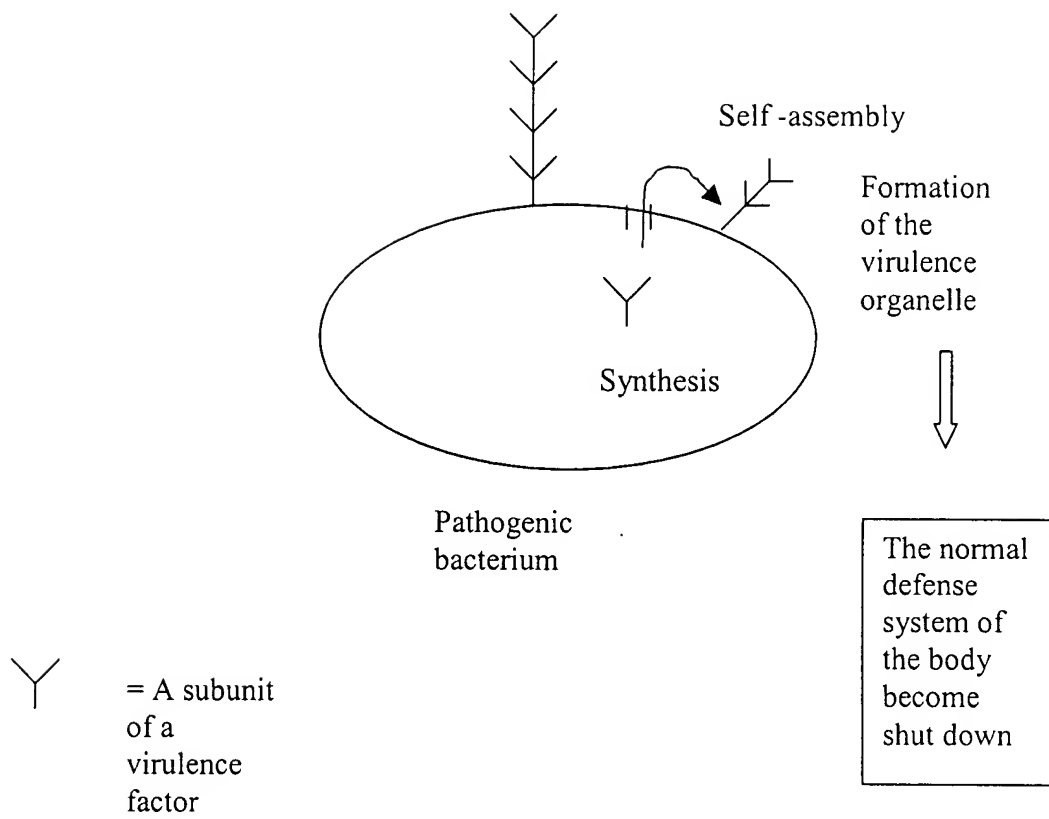 Self -assembly
Formation
of the
virulence
organelle
Synthesis
Pathogenic
bacterium
The normal
defense
system of
the body
become
shut down
= A subunit
of a
virulence
factor